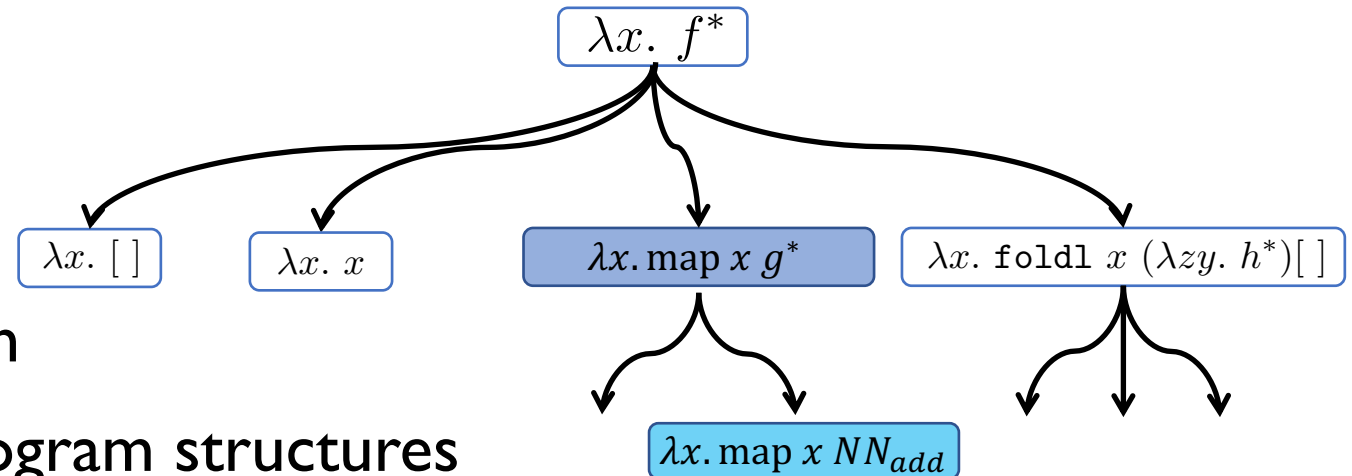 λx. f*
λx. [ ]
λx. x
λx. map x g*
λx. foldl x (λzy. h*)[ ]
ogram structures
λx. map x NN_add